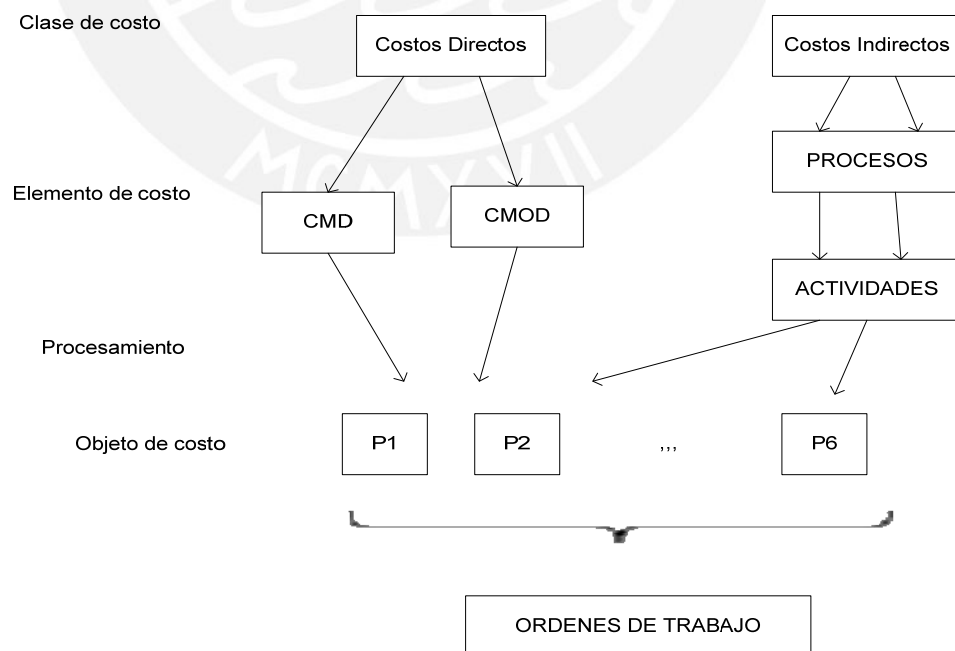 Clase de costo
Costos Directos
Costos Indirectos
PROCESOS
Elemento de costo
CMD
CMOD
ACTIVIDADES
Procesamiento
Objeto de costo
P1
P2
,,,
P6
ORDENES DE TRABAJO
MCMXVII